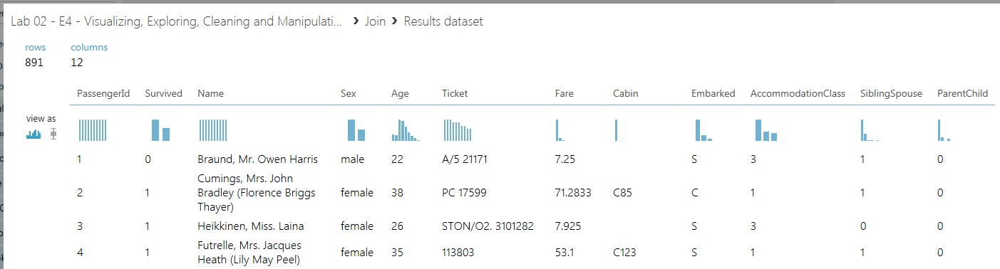 Lab 02 - E4 - Visualizing, Exploring, Cleaning and Manipulati... > Join > Results dataset
rows columns
891 12
PassengerId Survived Name Sex Age Ticket Fare Cabin Embarked AccommodationClass SiblingSpouse ParentChild
view as
1 0 Braund, Mr. Owen Harris male 22 A/5 21171 7.25 S 3 1 0
Cumings, Mrs. John
2 1 Bradley (Florence Briggs female 38 PC 17599 71.2833 C85 C 1 1 0
Thayer)
3 1 Heikkinen, Miss. Laina female 26 STON/O2. 3101282 7.925 S 3 0 0
Futrelle, Mrs. Jacques
4 1 female 35 113803 53.1 C123 S 1 1 0
Heath (Lily May Peel)